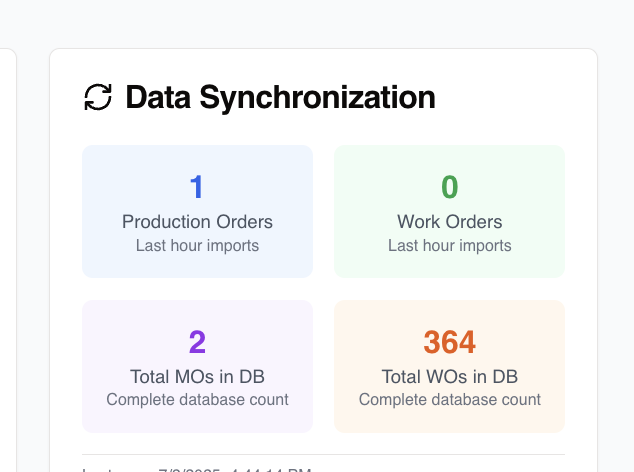 Data Synchronization
1
Production Orders
Last hour imports
0
Work Orders
Last hour imports
2
Total MOs in DB
Complete database count
364
Total WOs in DB
Complete database count